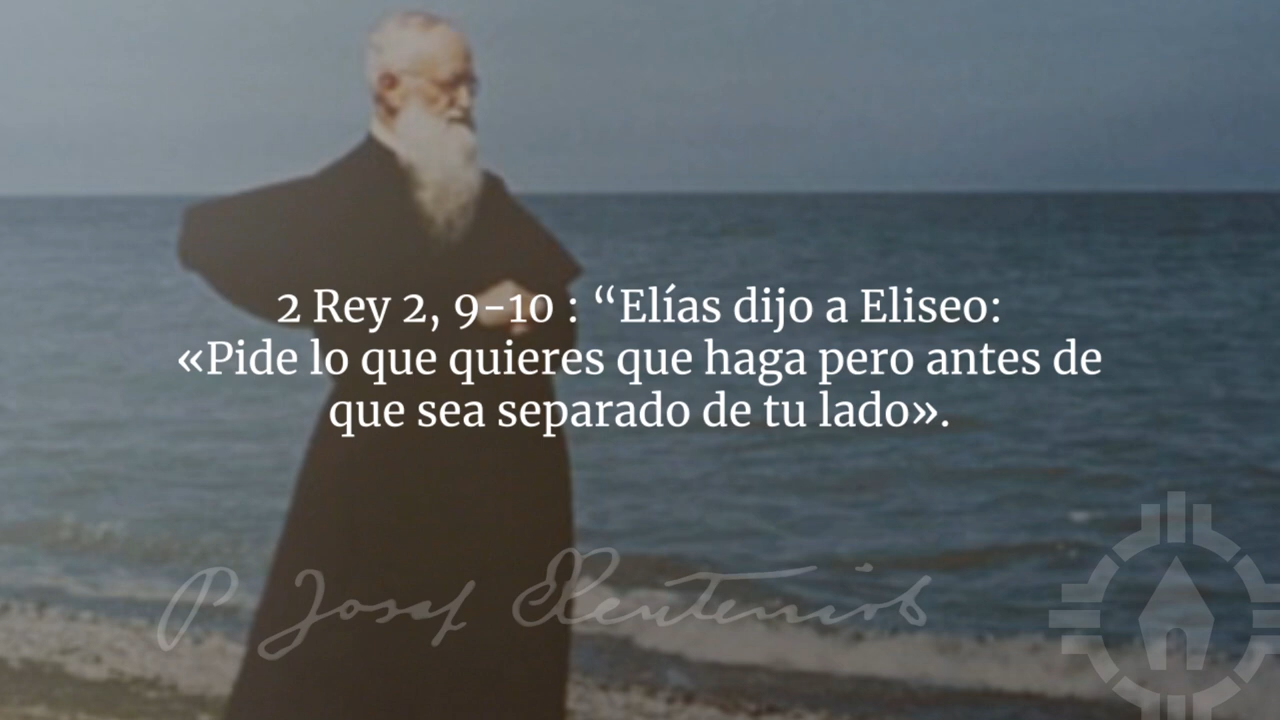 2 Rey 2, 9-10 : “Elías dijo a Eliseo:
«Pide lo que quieres que haga pero antes de
que sea separado de tu lado».
P Josef Kentenich